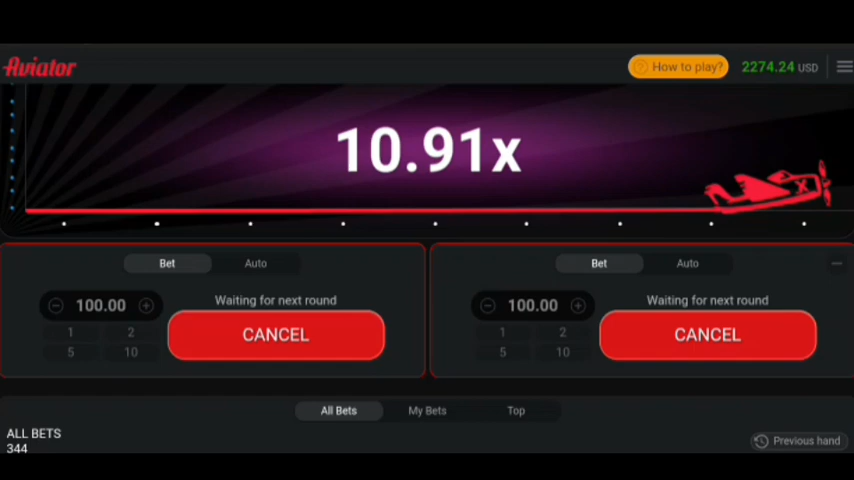 Aviator
How to play?
2274.24 USD
10.91x
Bet
Auto
100.00
1
2
5
10
Waiting for next round
CANCEL
Bet
Auto
100.00
1
2
5
10
Waiting for next round
CANCEL
All Bets
My Bets
Top
ALL BETS
344
Previous hand